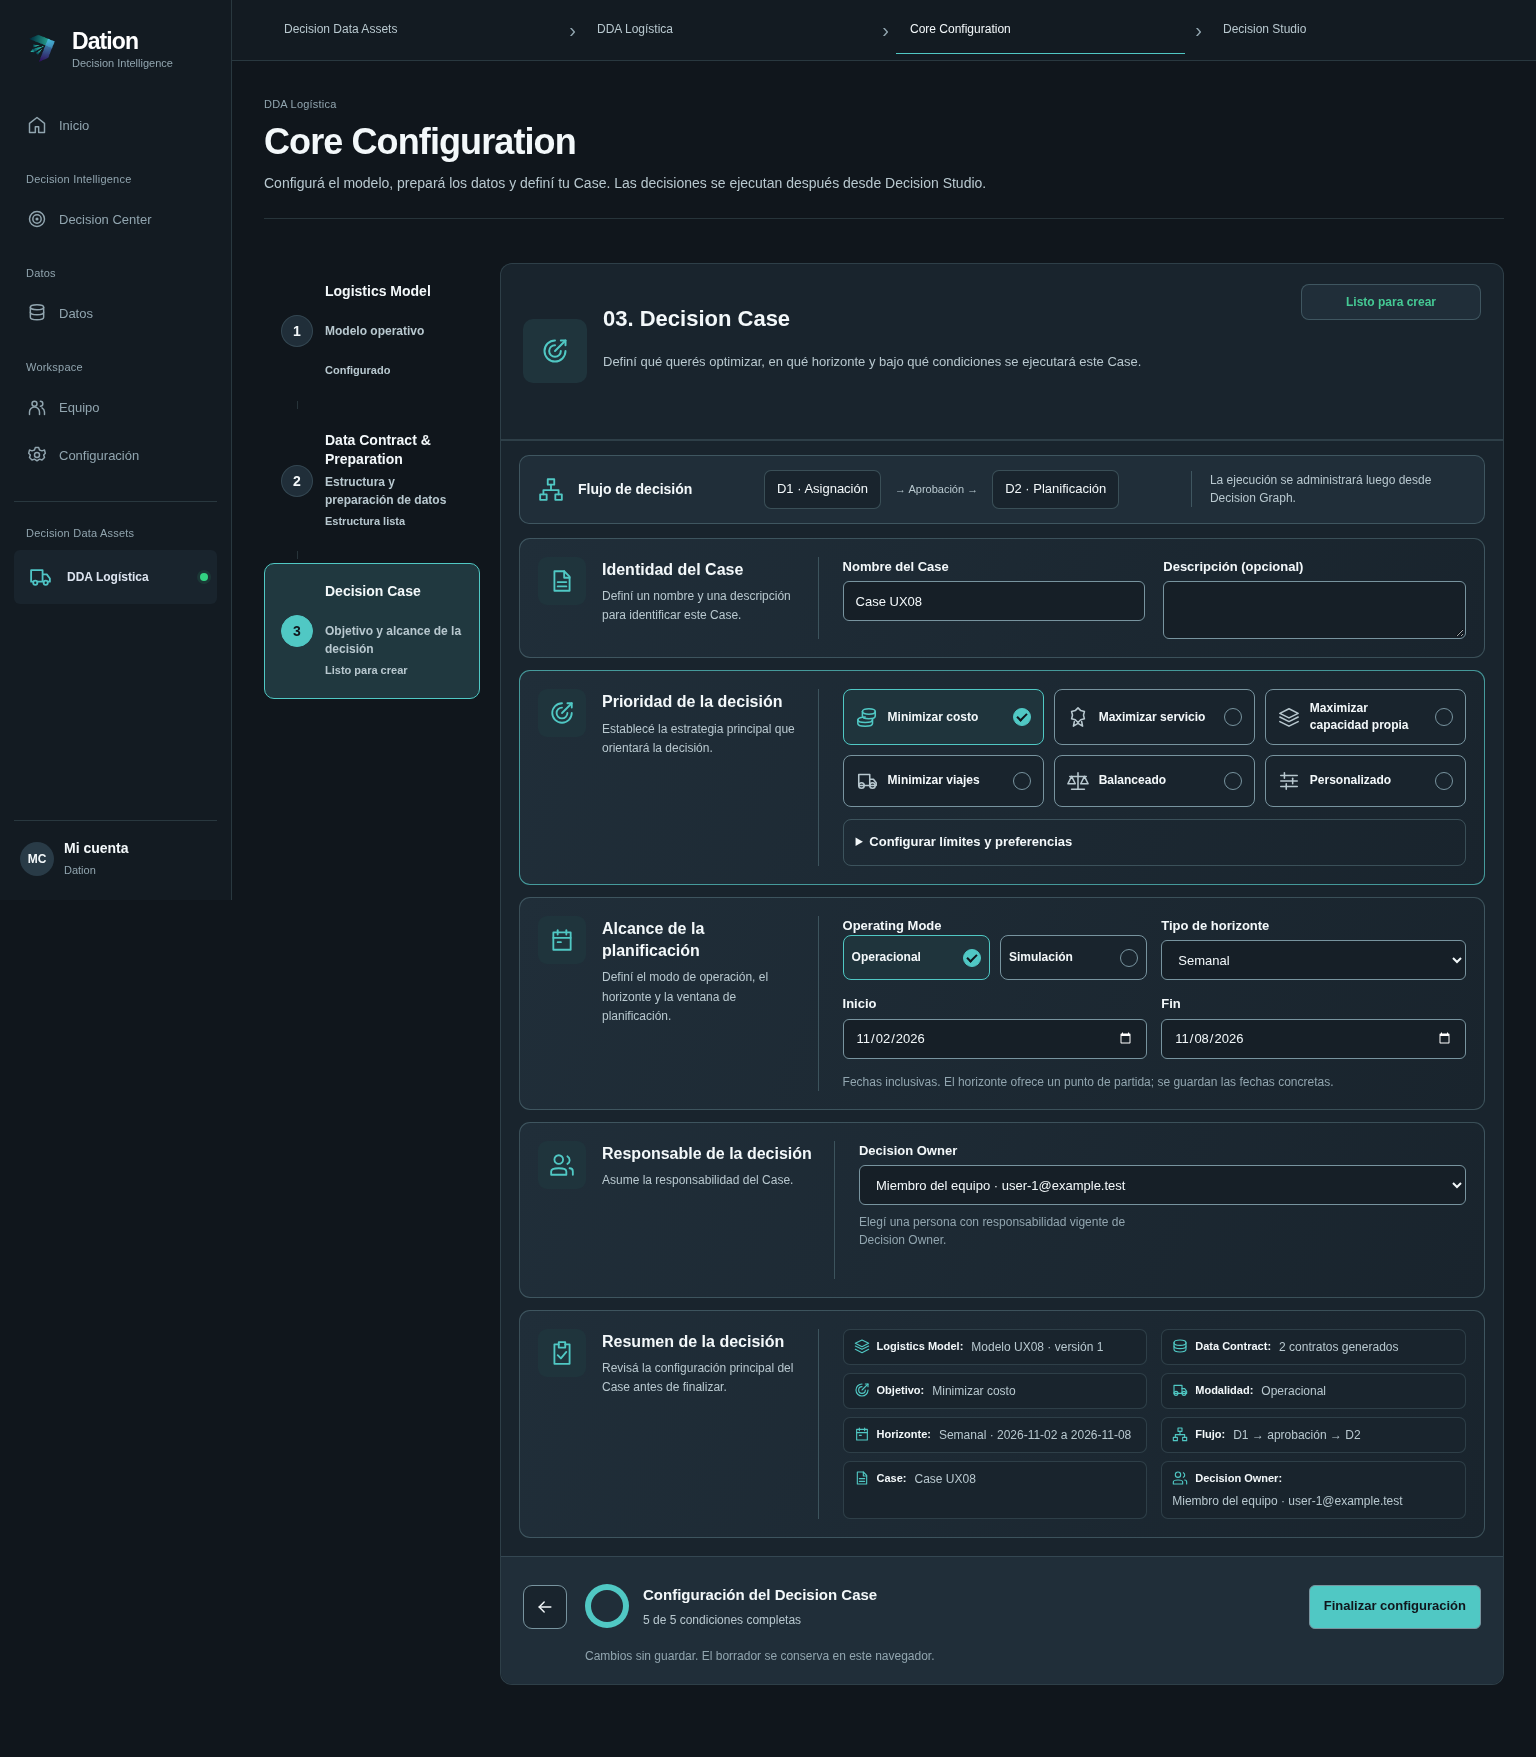 Dation
Decision Intelligence
Inicio
Decision Intelligence
Decision Center
Datos
Datos
Workspace
Equipo
Configuración
Decision Data Assets
DDA Logística
MC
Mi cuenta
Dation
Decision Data Assets › DDA Logística › Core Configuration › Decision Studio
DDA Logística
Core Configuration
Configurá el modelo, prepará los datos y definí tu Case. Las decisiones se ejecutan después desde Decision Studio.
Logistics Model
1
Modelo operativo
Configurado
Data Contract &
Preparation
2
Estructura y
preparación de datos
Estructura lista
Decision Case
3
Objetivo y alcance de la
decisión
Listo para crear
Listo para crear
03. Decision Case
Definí qué querés optimizar, en qué horizonte y bajo qué condiciones se ejecutará este Case.
Flujo de decisión
D1 · Asignación
→ Aprobación →
D2 · Planificación
La ejecución se administrará luego desde
Decision Graph.
Identidad del Case
Definí un nombre y una descripción
para identificar este Case.
Nombre del Case
Case UX08
Descripción (opcional)
Prioridad de la decisión
Establecé la estrategia principal que
orientará la decisión.
Minimizar costo
Maximizar servicio
Maximizar
capacidad propia
Minimizar viajes
Balanceado
Personalizado
▶ Configurar límites y preferencias
Alcance de la
planificación
Definí el modo de operación, el
horizonte y la ventana de
planificación.
Operating Mode
Operacional
Simulación
Tipo de horizonte
Semanal
Inicio
11/02/2026
Fin
11/08/2026
Fechas inclusivas. El horizonte ofrece un punto de partida; se guardan las fechas concretas.
Responsable de la decisión
Asume la responsabilidad del Case.
Decision Owner
Miembro del equipo · user-1@example.test
Elegí una persona con responsabilidad vigente de
Decision Owner.
Resumen de la decisión
Revisá la configuración principal del
Case antes de finalizar.
Logistics Model: Modelo UX08 · versión 1
Data Contract: 2 contratos generados
Objetivo: Minimizar costo
Modalidad: Operacional
Horizonte: Semanal · 2026-11-02 a 2026-11-08
Flujo: D1 → aprobación → D2
Case: Case UX08
Decision Owner:
Miembro del equipo · user-1@example.test
Configuración del Decision Case
5 de 5 condiciones completas
Finalizar configuración
Cambios sin guardar. El borrador se conserva en este navegador.